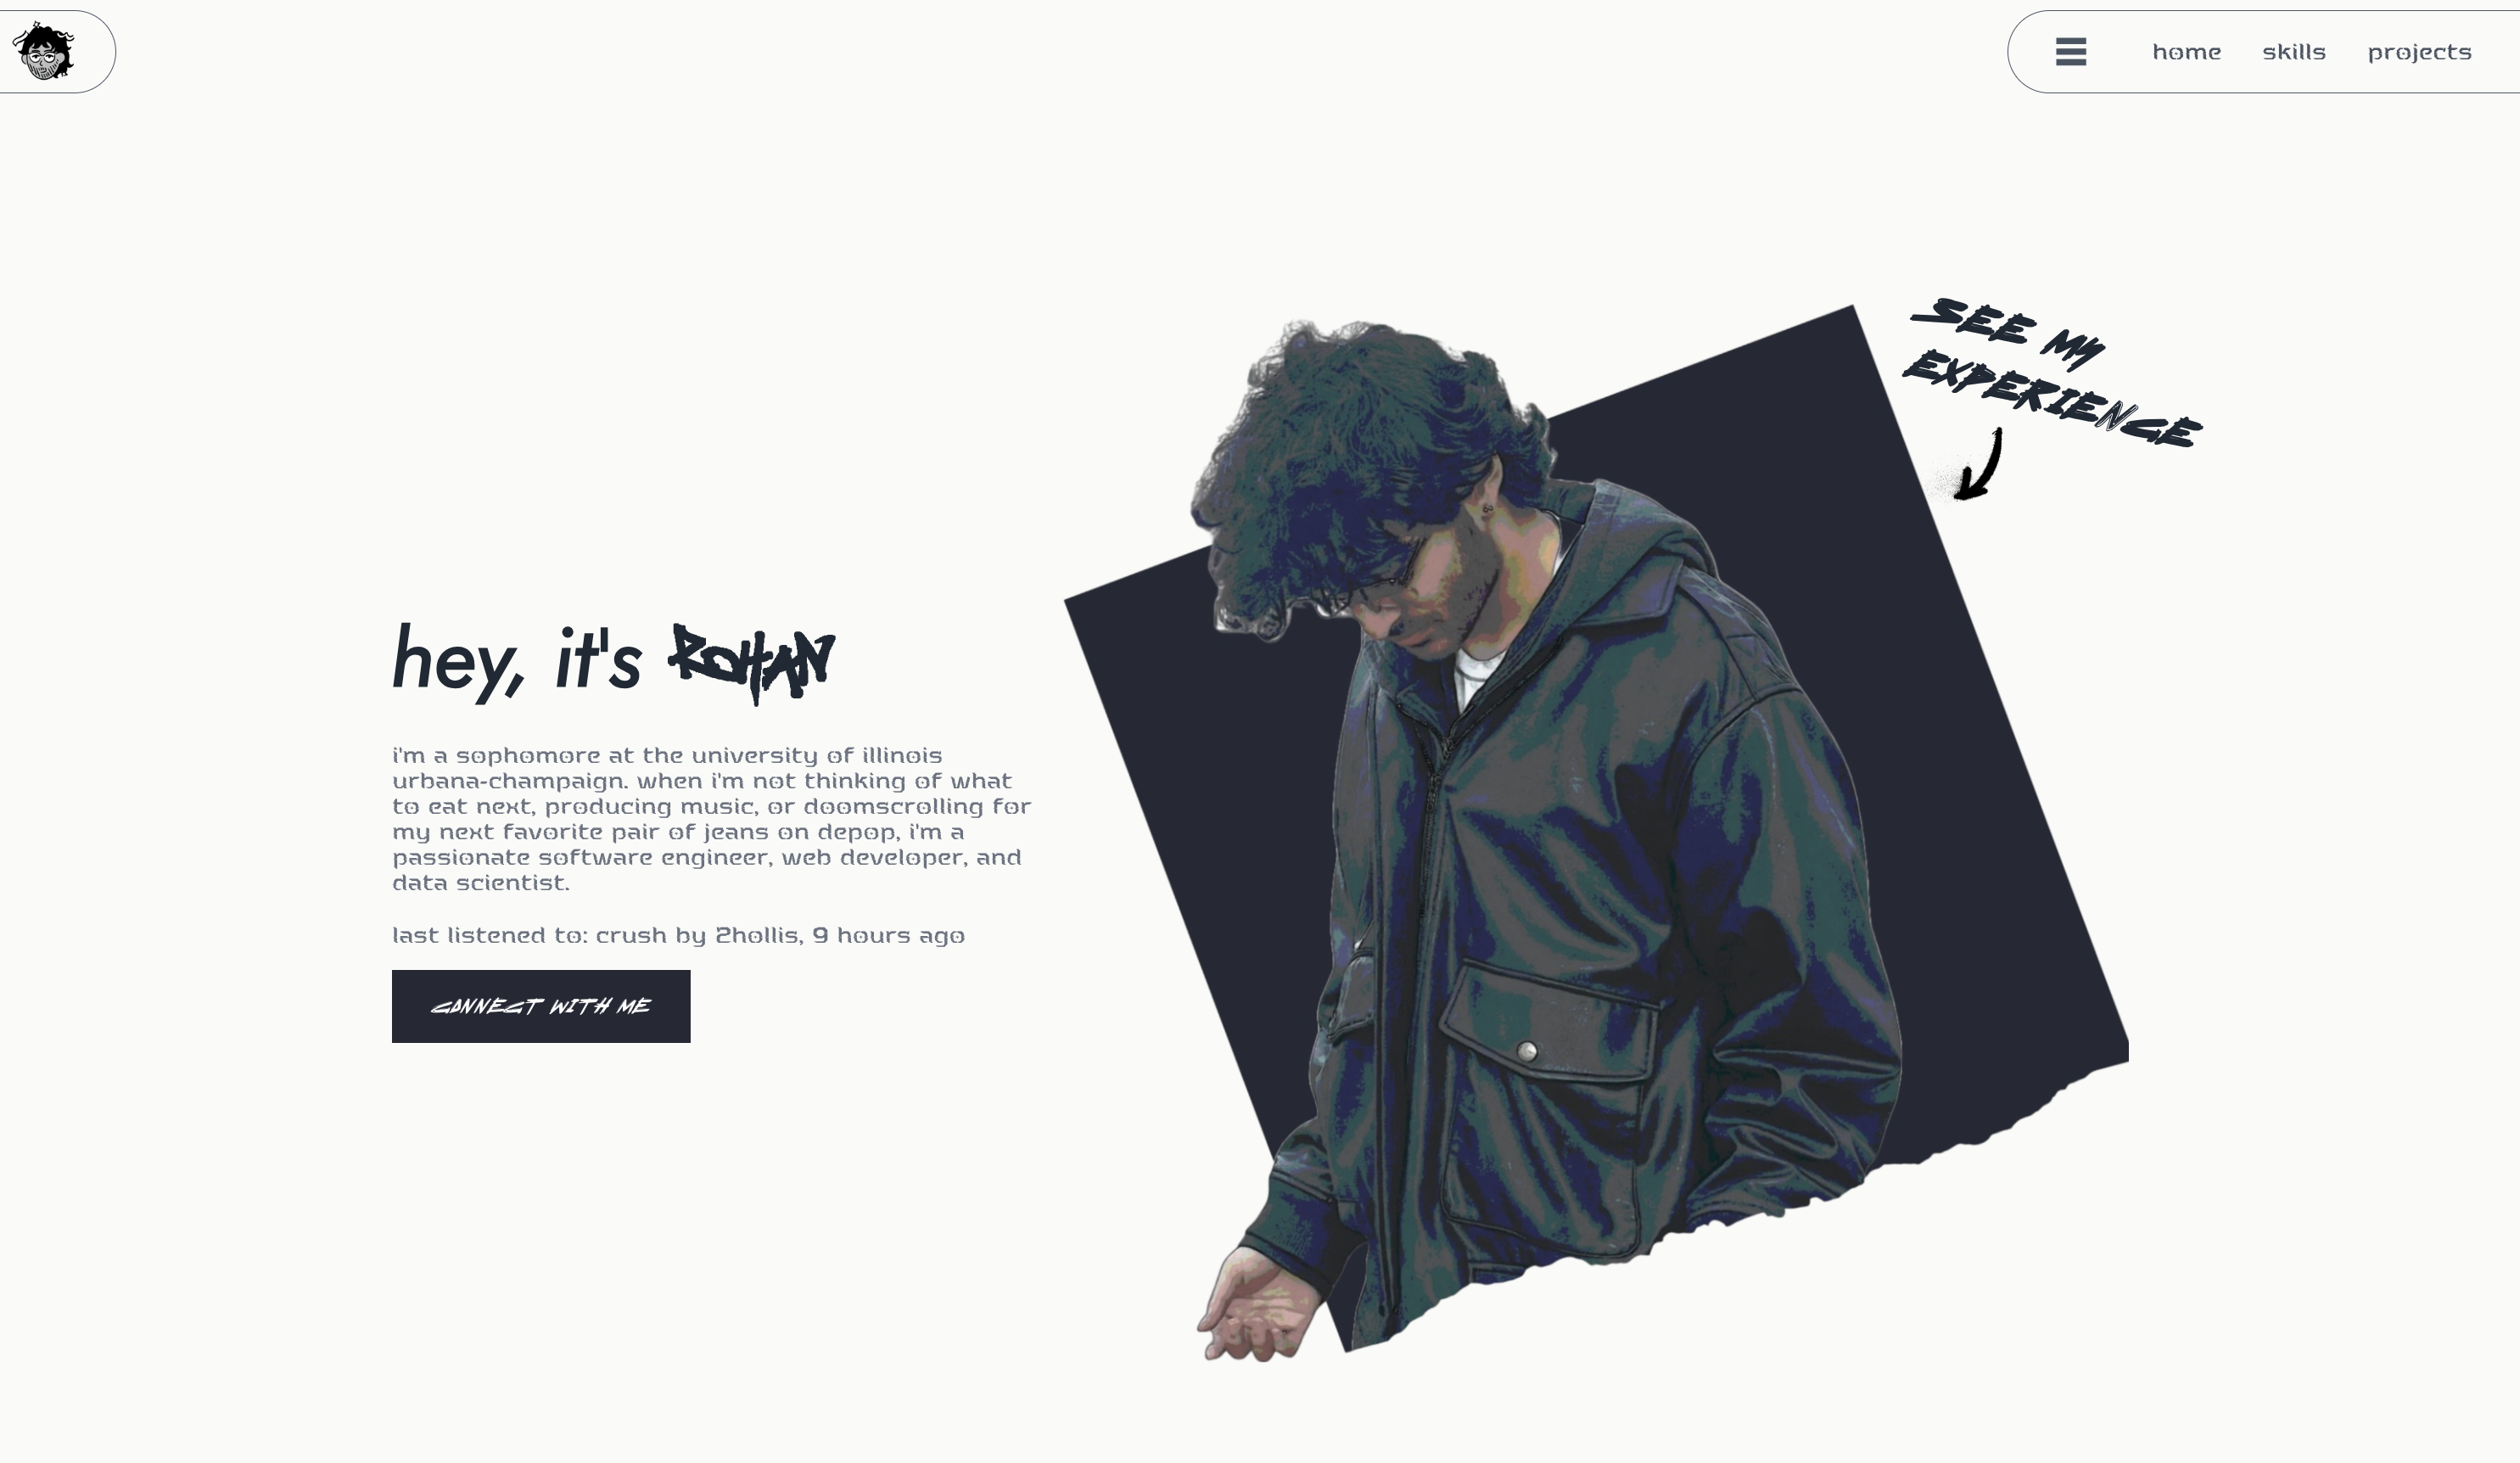 home skills projects
SEE MY
EXPERIENCE
hey, it's ROHAN
i'm a sophomore at the university of illinois
urbana-champaign. when i'm not thinking of what
to eat next, producing music, or doomscrolling for
my next favorite pair of jeans on depop, i'm a
passionate software engineer, web developer, and
data scientist.
last listened to: crush by 2hollis, 9 hours ago
CONNECT WITH ME